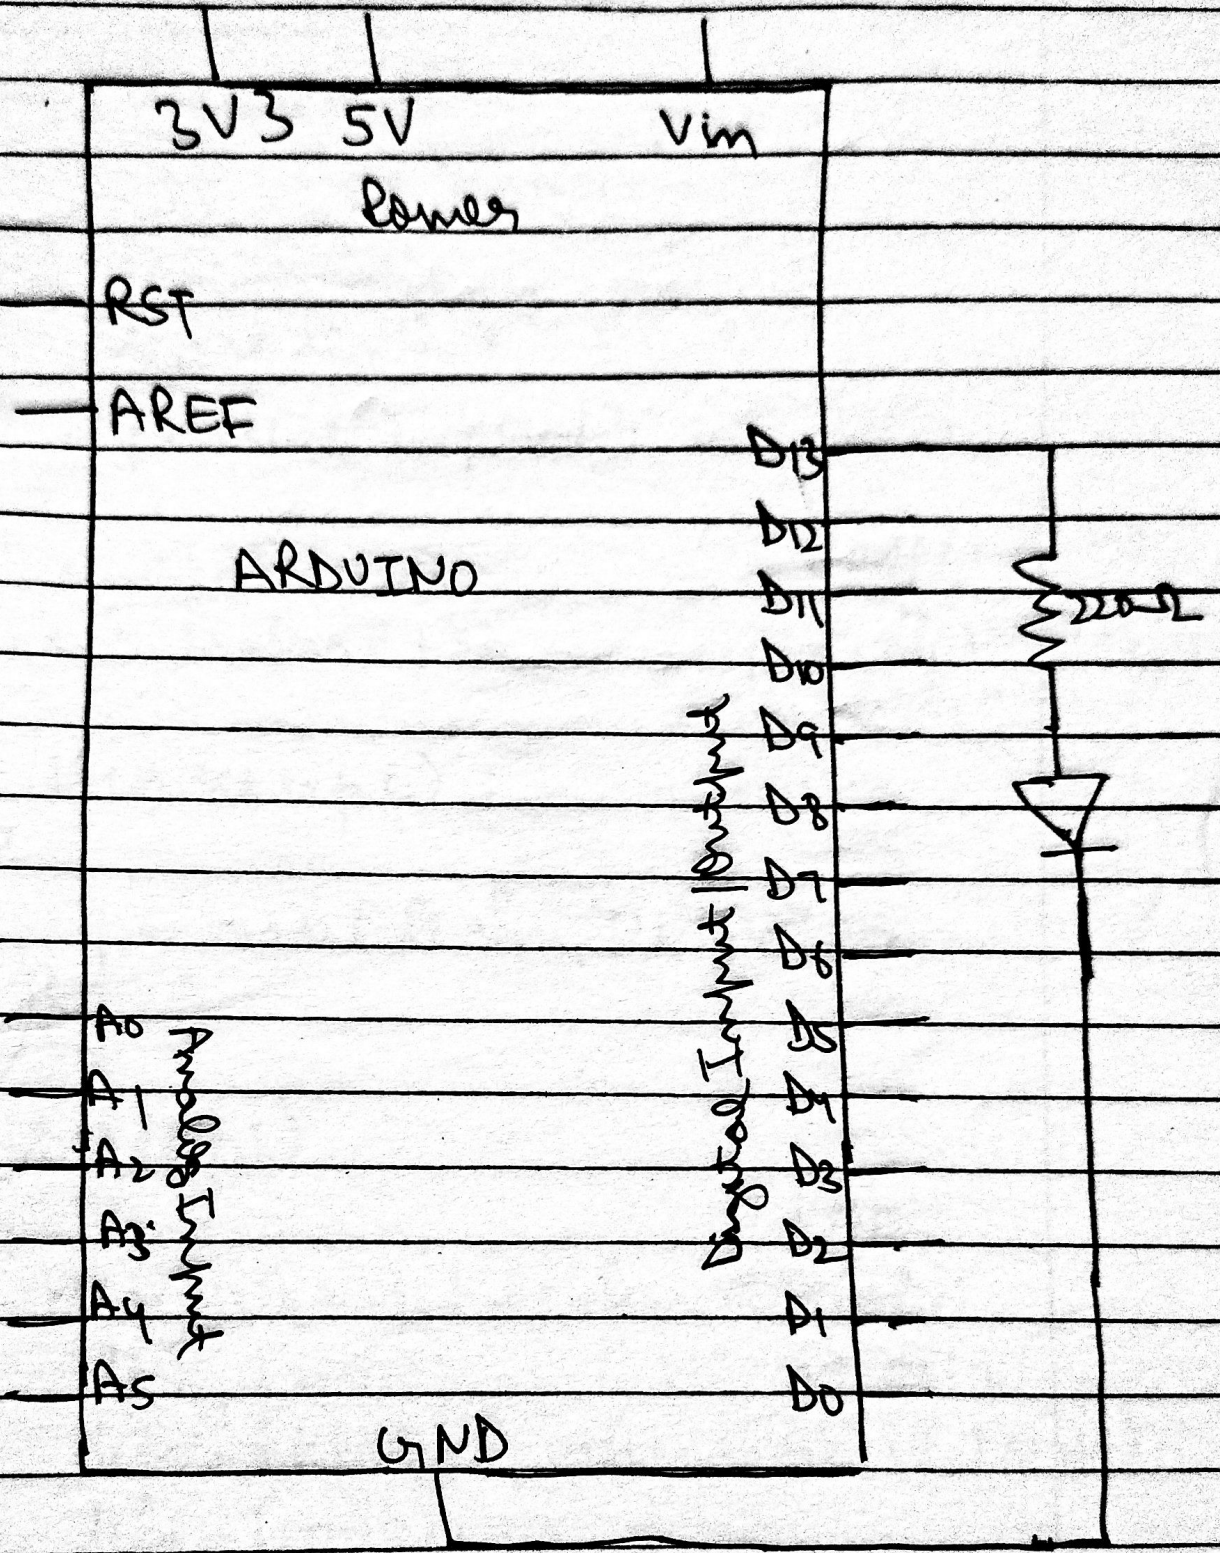 3V3 5V Vin
Power
RST
AREF
D13
D12
ARDUINO
D11
220Ω
D10
D9
D8
D7
D6
D5
D4
D3
D2
D1
D0
Digital Input/Output
A0
A1
A2
A3
A4
A5
Analog Input
GND